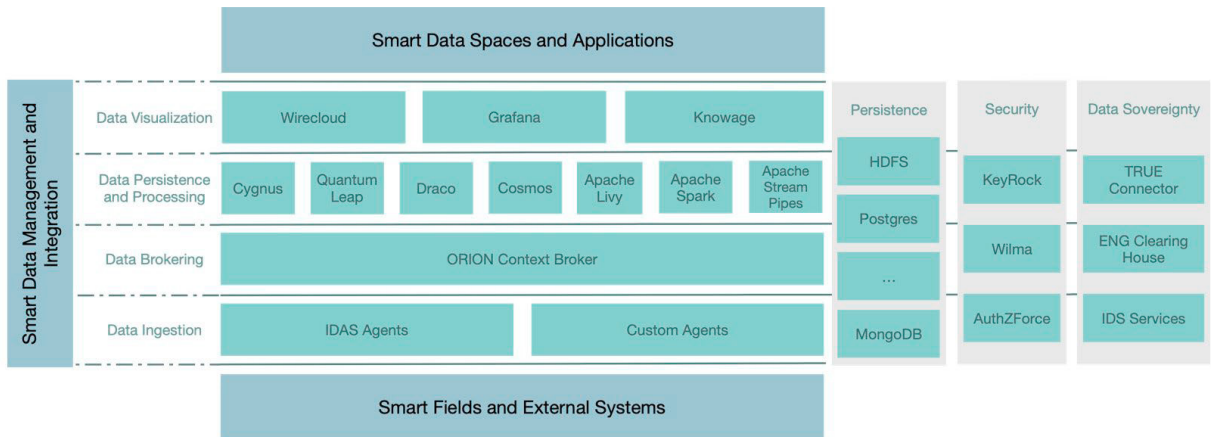 Smart Data Spaces and Applications
Smart Data Management and
Integration
Data Visualization
Wirecloud
Grafana
Knowage
Data Persistence
and Processing
Cygnus
Quantum
Leap
Draco
Cosmos
Apache
Livy
Apache
Spark
Apache
Stream
Pipes
Data Brokering
ORION Context Broker
Data Ingestion
IDAS Agents
Custom Agents
Persistence
HDFS
Postgres
...
MongoDB
Security
KeyRock
Wilma
AuthZForce
Data Sovereignty
TRUE
Connector
ENG Clearing
House
IDS Services
Smart Fields and External Systems